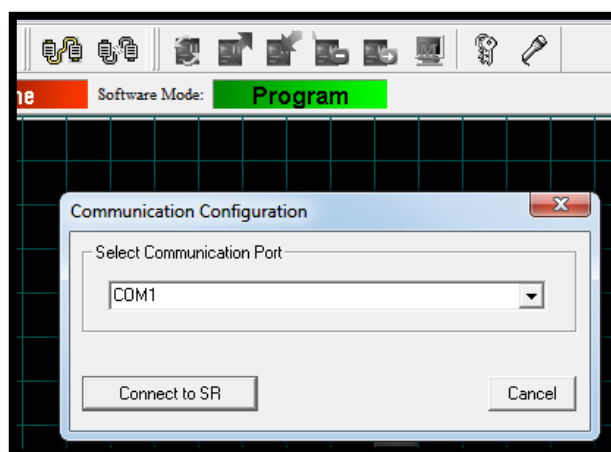 ne Software Mode: Program
Communication Configuration
Select Communication Port
COM1
Connect to SR Cancel